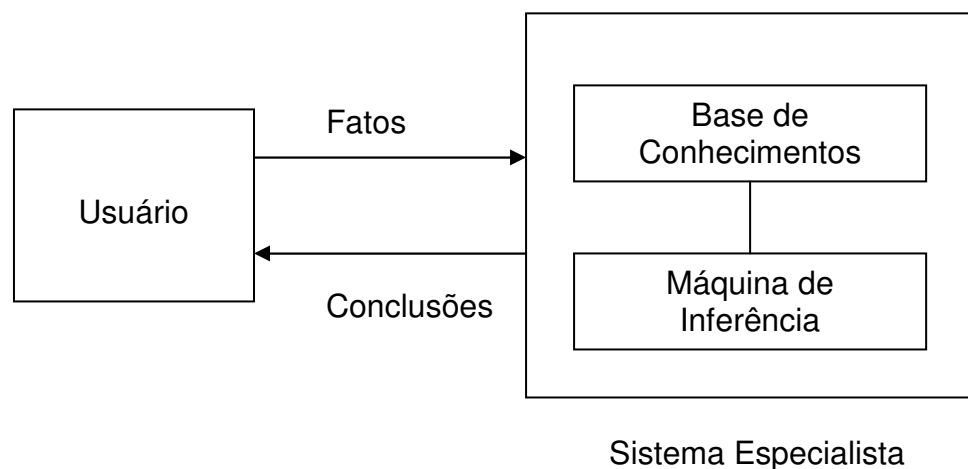 Usuário
Fatos
Conclusões
Base de
Conhecimentos
Máquina de
Inferência
Sistema Especialista